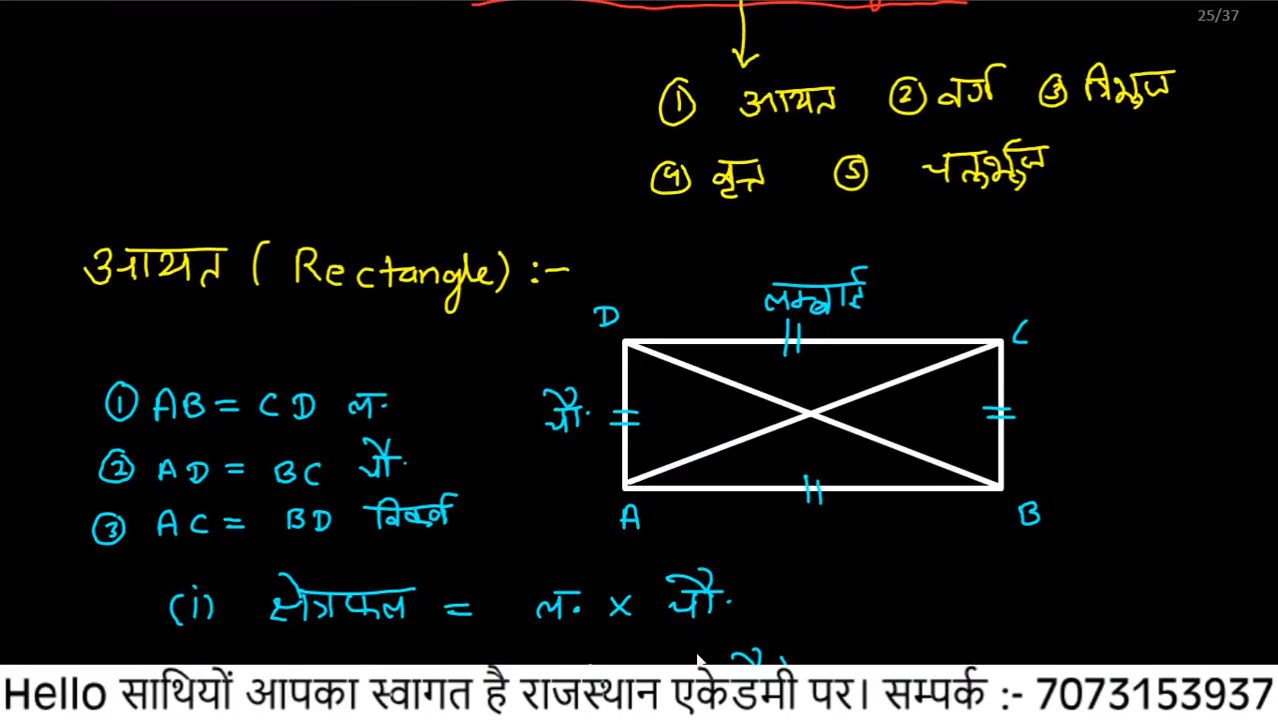 25/37
① आयत ② वर्ग ③ त्रिभुज
④ वृत्त ⑤ चतुर्भुज
आयत ( Rectangle) :-
लम्बाई
D C
① AB = CD ल.
चौ.
② AD = BC चौ.
③ AC = BD विकर्ण
A B
(i) क्षेत्रफल = ल. × चौ.
Hello साथियों आपका स्वागत है राजस्थान एकेडमी पर। सम्पर्क :- 7073153937